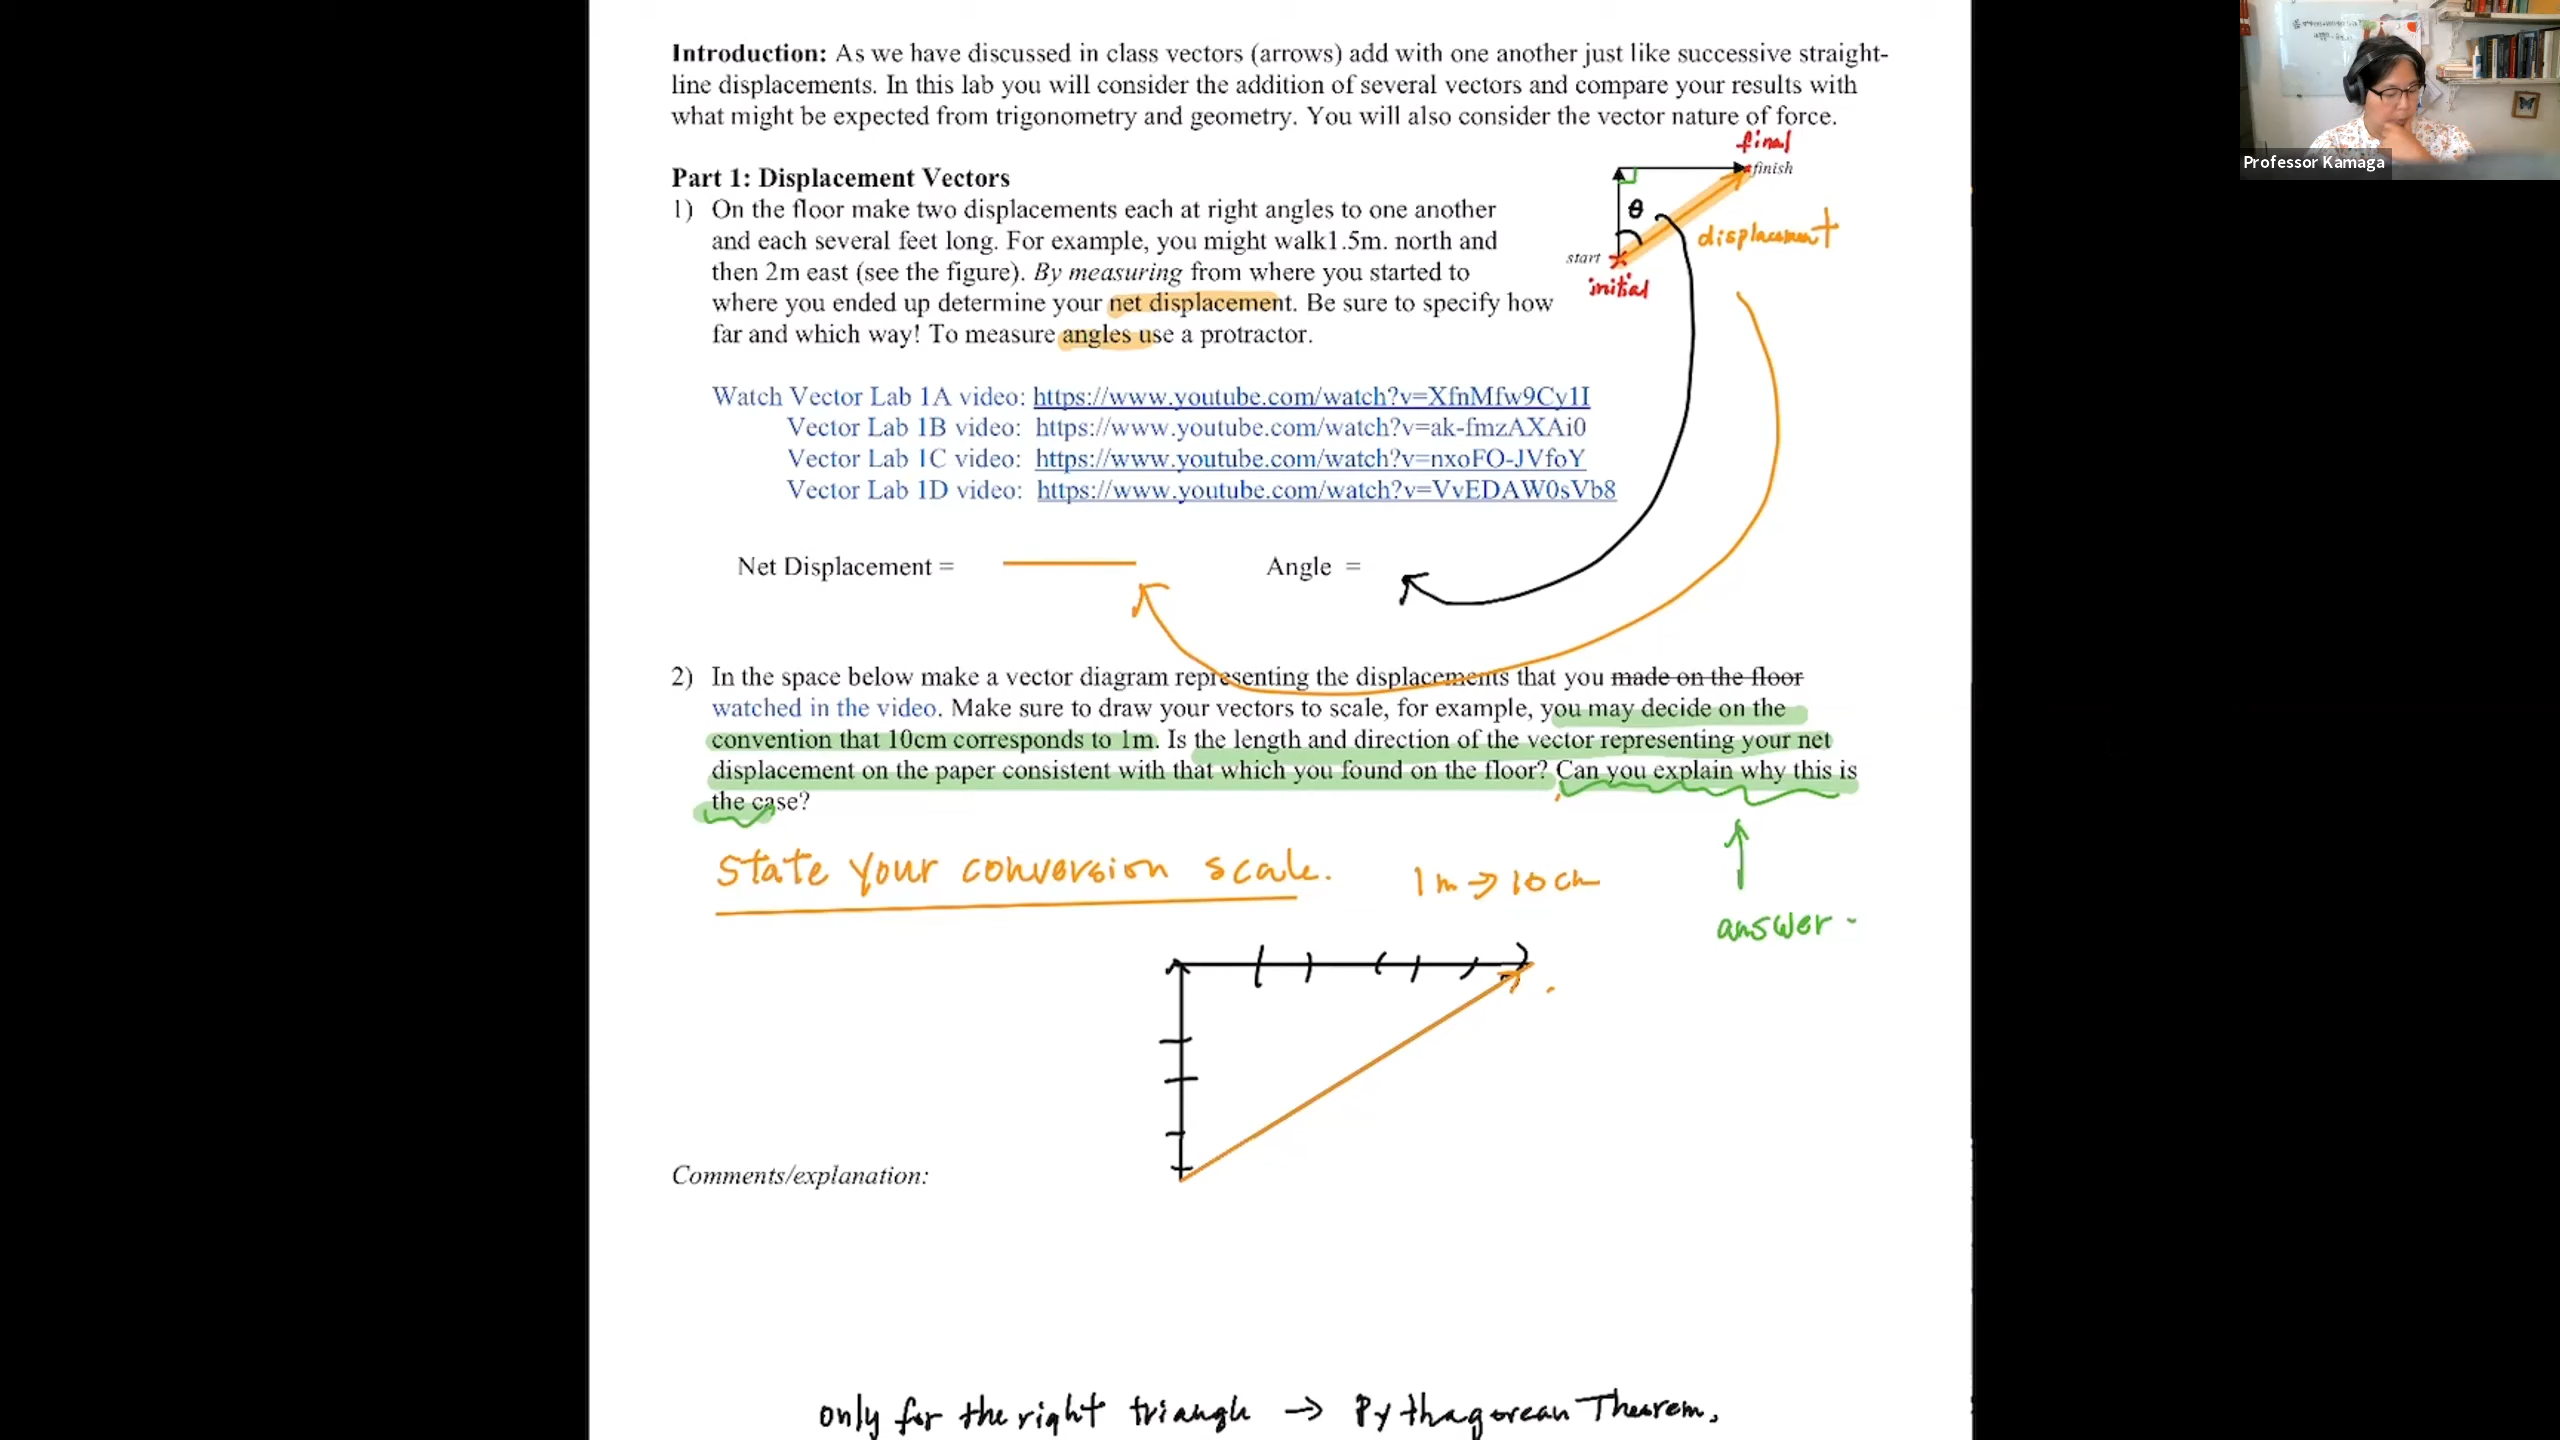 Introduction: As we have discussed in class vectors (arrows) add with one another just like successive straight-
line displacements. In this lab you will consider the addition of several vectors and compare your results with
what might be expected from trigonometry and geometry. You will also consider the vector nature of force.
final
finish
Part 1: Displacement Vectors
1) On the floor make two displacements each at right angles to one another
and each several feet long. For example, you might walk1.5m. north and
then 2m east (see the figure). By measuring from where you started to
where you ended up determine your net displacement. Be sure to specify how
far and which way! To measure angles use a protractor.
θ
displacement
start
initial
Watch Vector Lab 1A video: https://www.youtube.com/watch?v=XfnMfw9Cy1I
Vector Lab 1B video: https://www.youtube.com/watch?v=ak-fmzAXAi0
Vector Lab 1C video: https://www.youtube.com/watch?v=nxoFO-JVfoY
Vector Lab 1D video: https://www.youtube.com/watch?v=VvEDAW0sVb8
Net Displacement = Angle =
2) In the space below make a vector diagram representing the displacements that you made on the floor
watched in the video. Make sure to draw your vectors to scale, for example, you may decide on the
convention that 10cm corresponds to 1m. Is the length and direction of the vector representing your net
displacement on the paper consistent with that which you found on the floor? Can you explain why this is
the case?
State your conversion scale. 1m → 10cm
answer
Comments/explanation:
only for the right triangle → Pythagorean Theorem.
Professor Kamaga